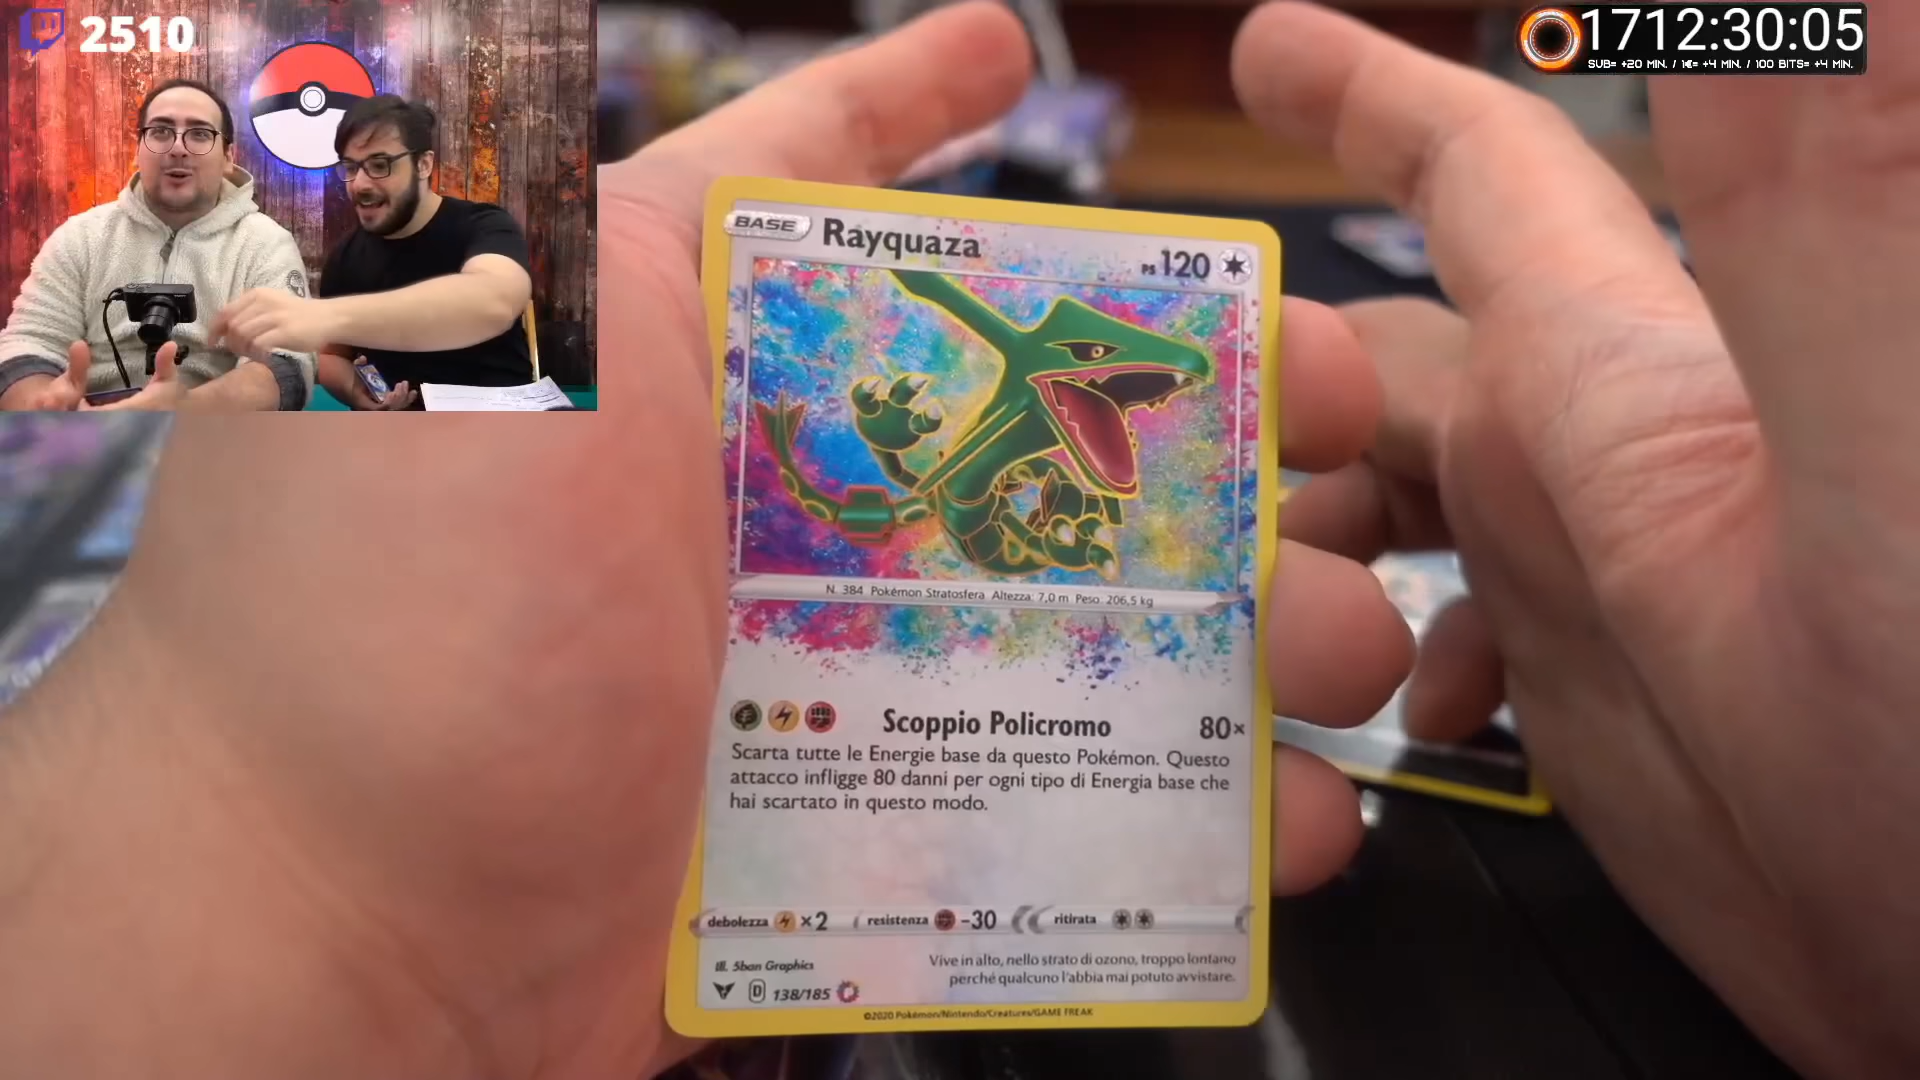 2510
1712:30:05
SUB= +20 MIN. / 1€= +4 MIN. / 100 BITS= +4 MIN.
BASE Rayquaza PS 120
N. 384 Pokémon Stratosfera Altezza: 7,0 m Peso: 206,5 kg
Scoppio Policromo 80×
Scarta tutte le Energie base da questo Pokémon. Questo
attacco infligge 80 danni per ogni tipo di Energia base che
hai scartato in questo modo.
debolezza ×2 resistenza -30 ritirata
Ill. 5ban Graphics
Vive in alto, nello strato di ozono, troppo lontano
perché qualcuno l'abbia mai potuto avvistare.
D 138/185
©2020 Pokémon/Nintendo/Creatures/GAME FREAK